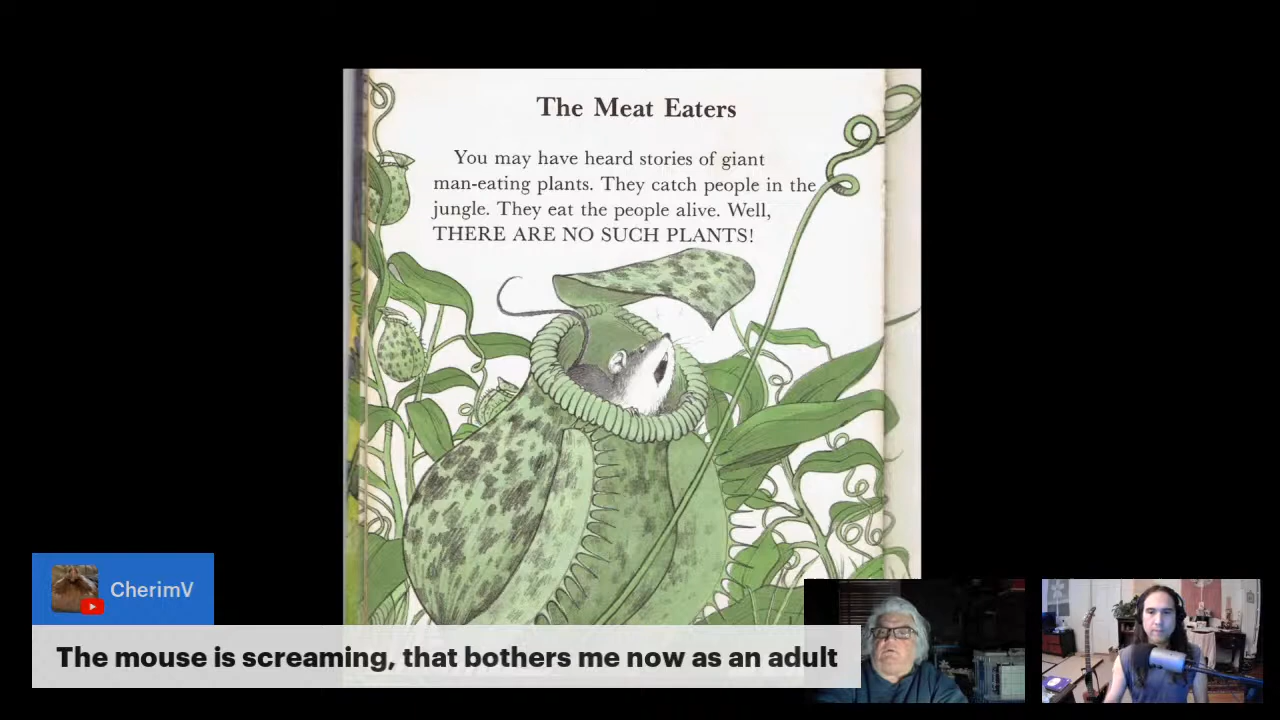 The Meat Eaters
You may have heard stories of giant
man-eating plants. They catch people in the
jungle. They eat the people alive. Well,
THERE ARE NO SUCH PLANTS!
CherimV
The mouse is screaming, that bothers me now as an adult